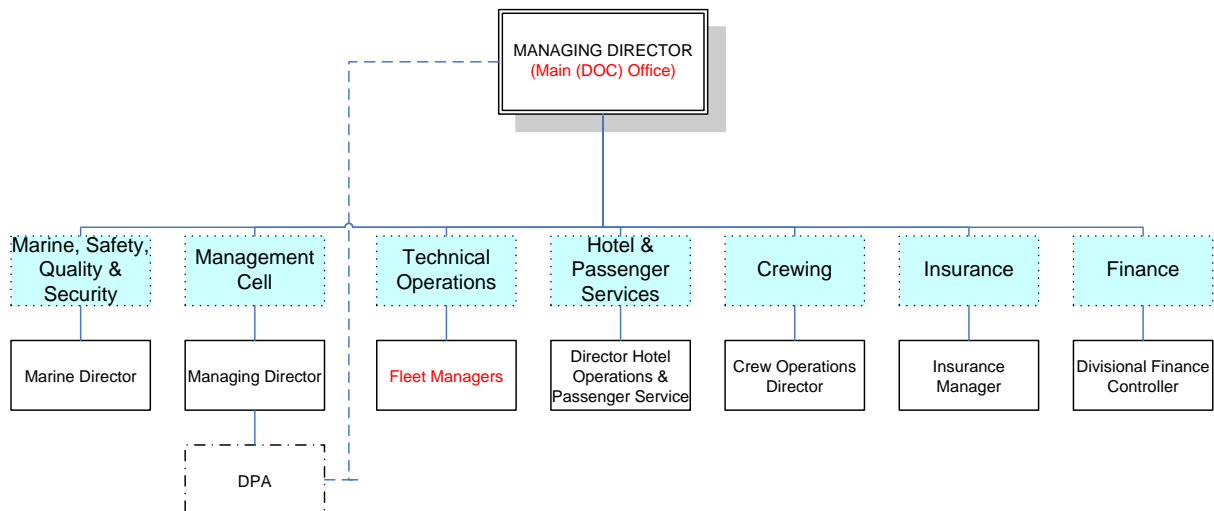 MANAGING DIRECTOR
(Main (DOC) Office)
Marine, Safety,
Quality &
Security
Management
Cell
Technical
Operations
Hotel &
Passenger
Services
Crewing
Insurance
Finance
Marine Director
Managing Director
Fleet Managers
Director Hotel
Operations &
Passenger Service
Crew Operations
Director
Insurance
Manager
Divisional Finance
Controller
DPA